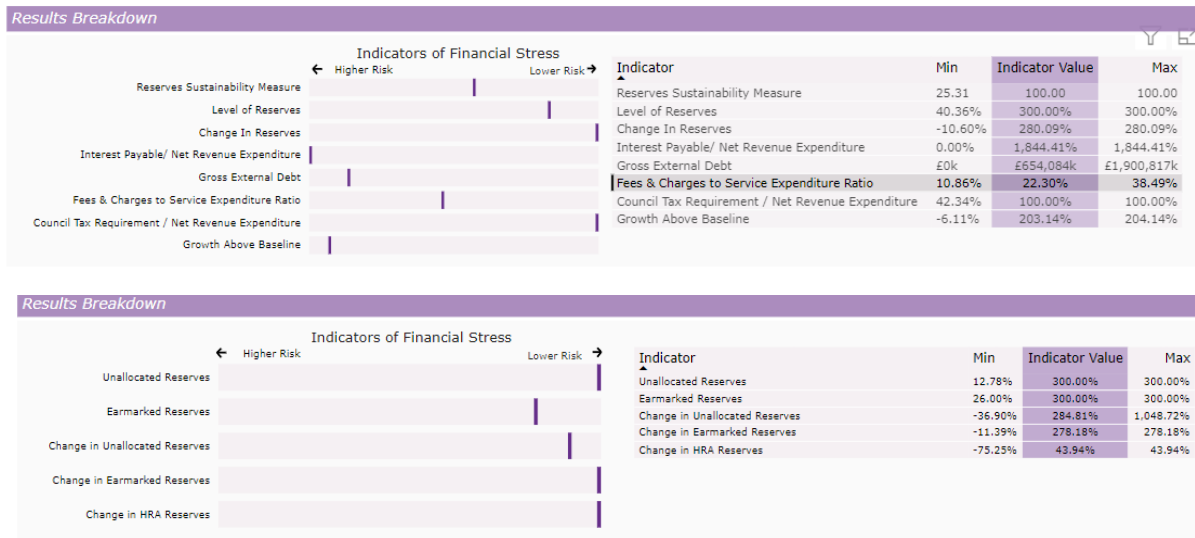 Results Breakdown
Indicators of Financial Stress
← Higher Risk Lower Risk →
Reserves Sustainability Measure
Level of Reserves
Change In Reserves
Interest Payable/ Net Revenue Expenditure
Gross External Debt
Fees & Charges to Service Expenditure Ratio
Council Tax Requirement / Net Revenue Expenditure
Growth Above Baseline
Indicator Min Indicator Value Max
Reserves Sustainability Measure 25.31 100.00 100.00
Level of Reserves 40.36% 300.00% 300.00%
Change In Reserves -10.60% 280.09% 280.09%
Interest Payable/ Net Revenue Expenditure 0.00% 1,844.41% 1,844.41%
Gross External Debt £0k £654,084k £1,900,817k
Fees & Charges to Service Expenditure Ratio 10.86% 22.30% 38.49%
Council Tax Requirement / Net Revenue Expenditure 42.34% 100.00% 100.00%
Growth Above Baseline -6.11% 203.14% 204.14%
Results Breakdown
Indicators of Financial Stress
← Higher Risk Lower Risk →
Unallocated Reserves
Earmarked Reserves
Change in Unallocated Reserves
Change in Earmarked Reserves
Change in HRA Reserves
Indicator Min Indicator Value Max
Unallocated Reserves 12.78% 300.00% 300.00%
Earmarked Reserves 26.00% 300.00% 300.00%
Change in Unallocated Reserves -36.90% 284.81% 1,048.72%
Change in Earmarked Reserves -11.39% 278.18% 278.18%
Change in HRA Reserves -75.25% 43.94% 43.94%